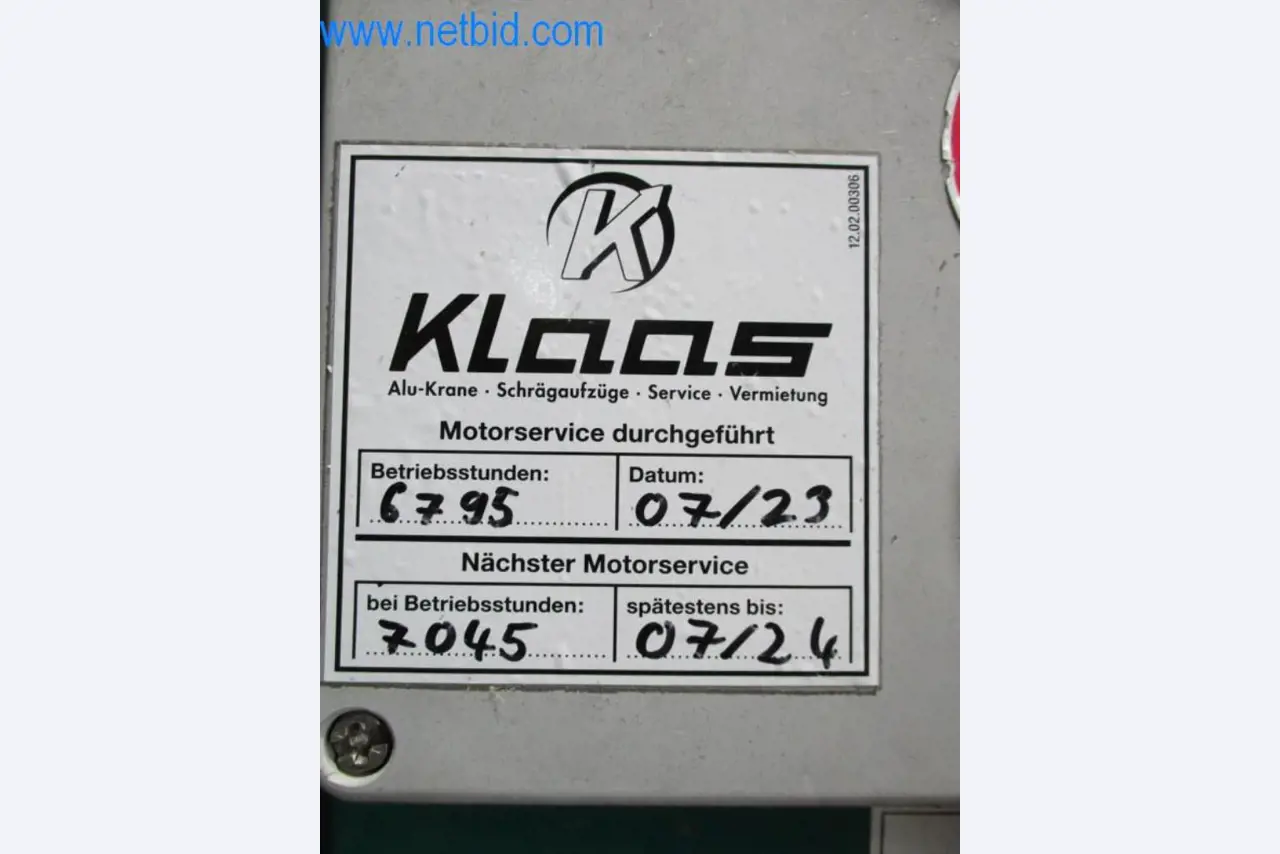 www.netbid.com
12.02.00306
K
Klaas
Alu-Krane · Schrägaufzüge · Service · Vermietung
Motorservice durchgeführt
Betriebsstunden: Datum:
6795 07/23
Nächster Motorservice
bei Betriebsstunden: spätestens bis:
7045 07/24